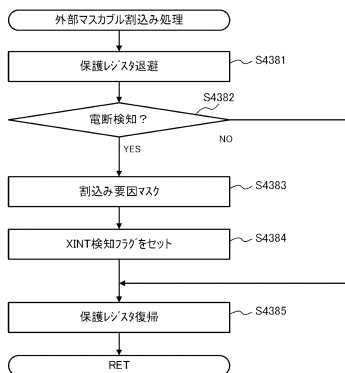 外部マスカブル割込み処理
保護レジスタ退避
S4381
電断検知？
S4382
NO
YES
割込み要因マスク
S4383
XINT検知フラグをセット
S4384
保護レジスタ復帰
S4385
RET